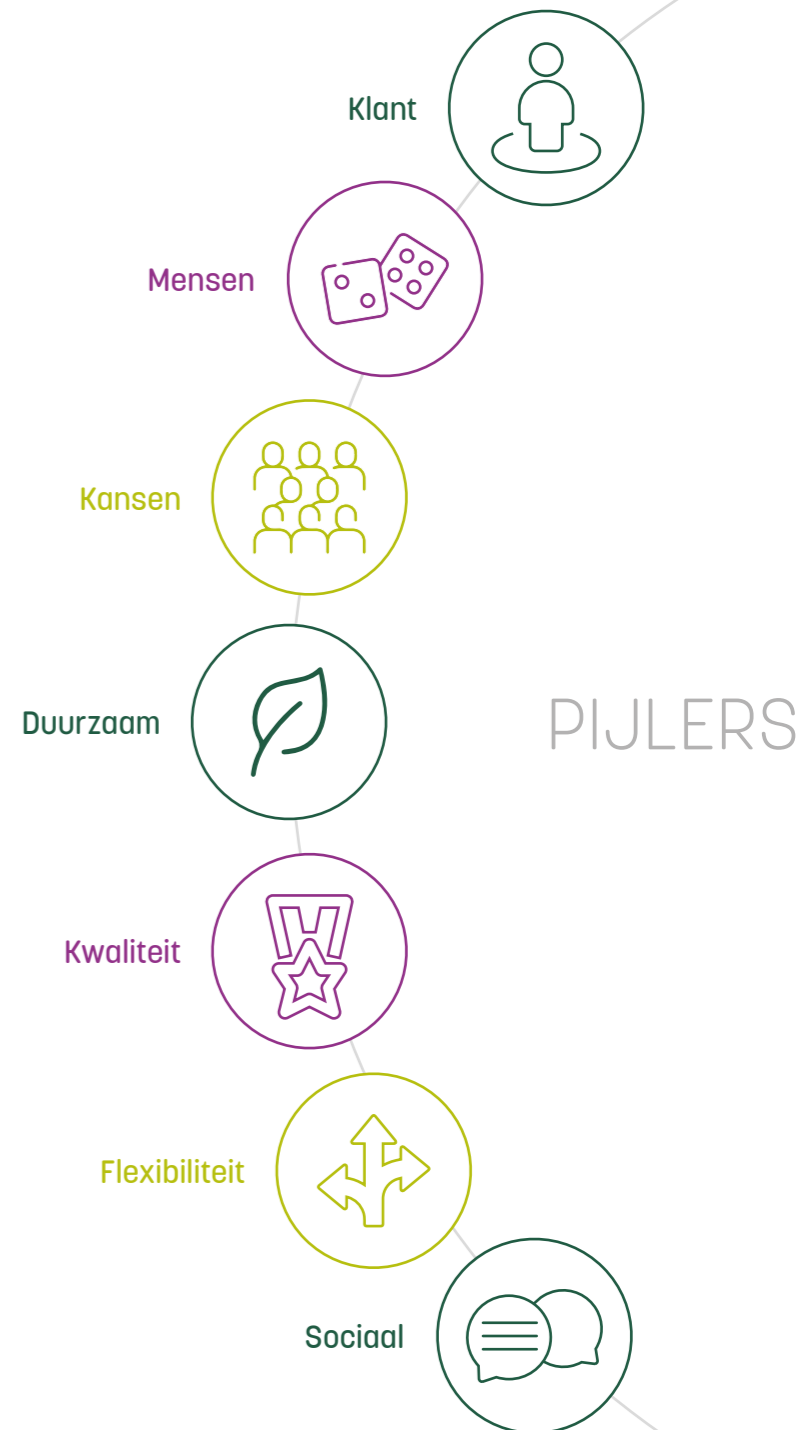 Klant
Mensen
Kansen
Duurzaam
PIJLERS
Kwaliteit
Flexibiliteit
Sociaal